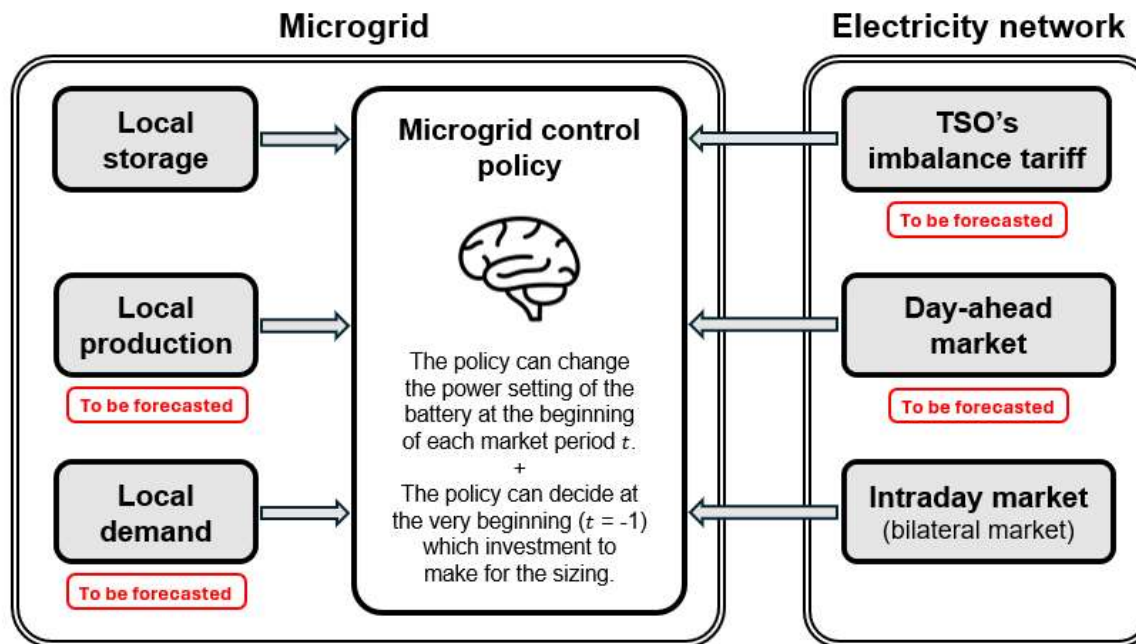 Microgrid
Local
storage
Local
production
To be forecasted
Local
demand
To be forecasted
Microgrid control
policy
The policy can change
the power setting of the
battery at the beginning
of each market period t.
+
The policy can decide at
the very beginning (t = -1)
which investment to
make for the sizing.
Electricity network
TSO's
imbalance tariff
To be forecasted
Day-ahead
market
To be forecasted
Intraday market
(bilateral market)